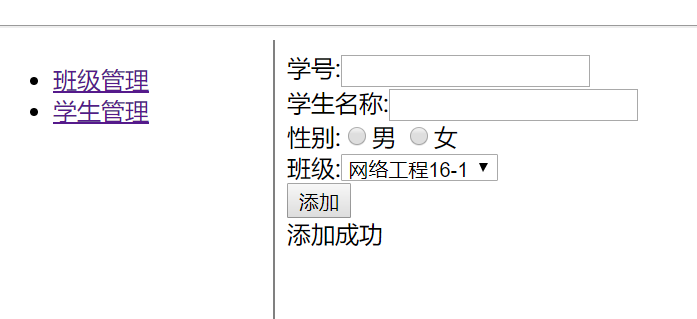 班级管理
学生管理
学号:
学生名称:
性别: 男 女
班级: 网络工程16-1
添加
添加成功